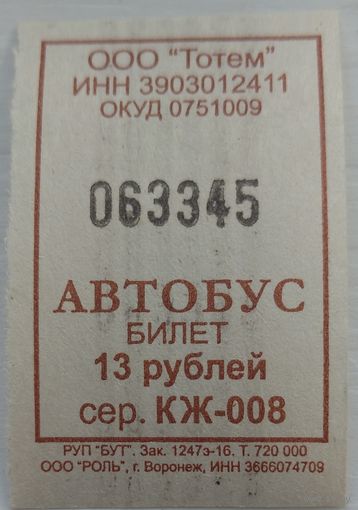 ООО "Тотем"
ИНН 3903012411
ОКУД 0751009
063345
АВТОБУС
БИЛЕТ
13 рублей
сер. КЖ-008
РУП "БУТ". Зак. 1247э-16. Т. 720 000
ООО "РОЛЬ", г. Воронеж, ИНН 3666074709